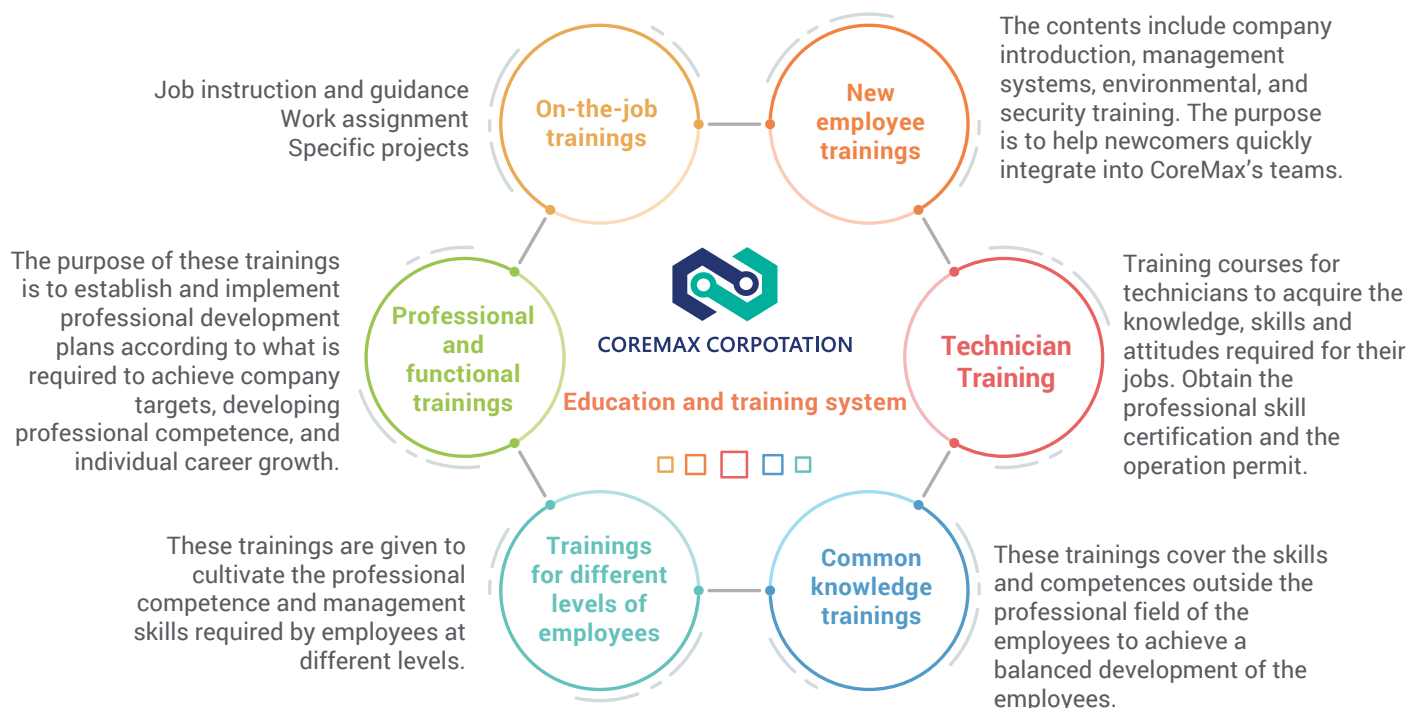 Job instruction and guidance
Work assignment
Specific projects
On-the-job
trainings
New
employee
trainings
The contents include company
introduction, management
systems, environmental, and
security training. The purpose
is to help newcomers quickly
integrate into CoreMax's teams.
The purpose of these trainings
is to establish and implement
professional development
plans according to what is
required to achieve company
targets, developing
professional competence, and
individual career growth.
Professional
and
functional
trainings
COREMAX CORPOTATION
Education and training system
Technician
Training
Training courses for
technicians to acquire the
knowledge, skills and
attitudes required for their
jobs. Obtain the
professional skill
certification and the
operation permit.
These trainings are given to
cultivate the professional
competence and management
skills required by employees at
different levels.
Trainings
for different
levels of
employees
Common
knowledge
trainings
These trainings cover the skills
and competences outside the
professional field of the
employees to achieve a
balanced development of the
employees.